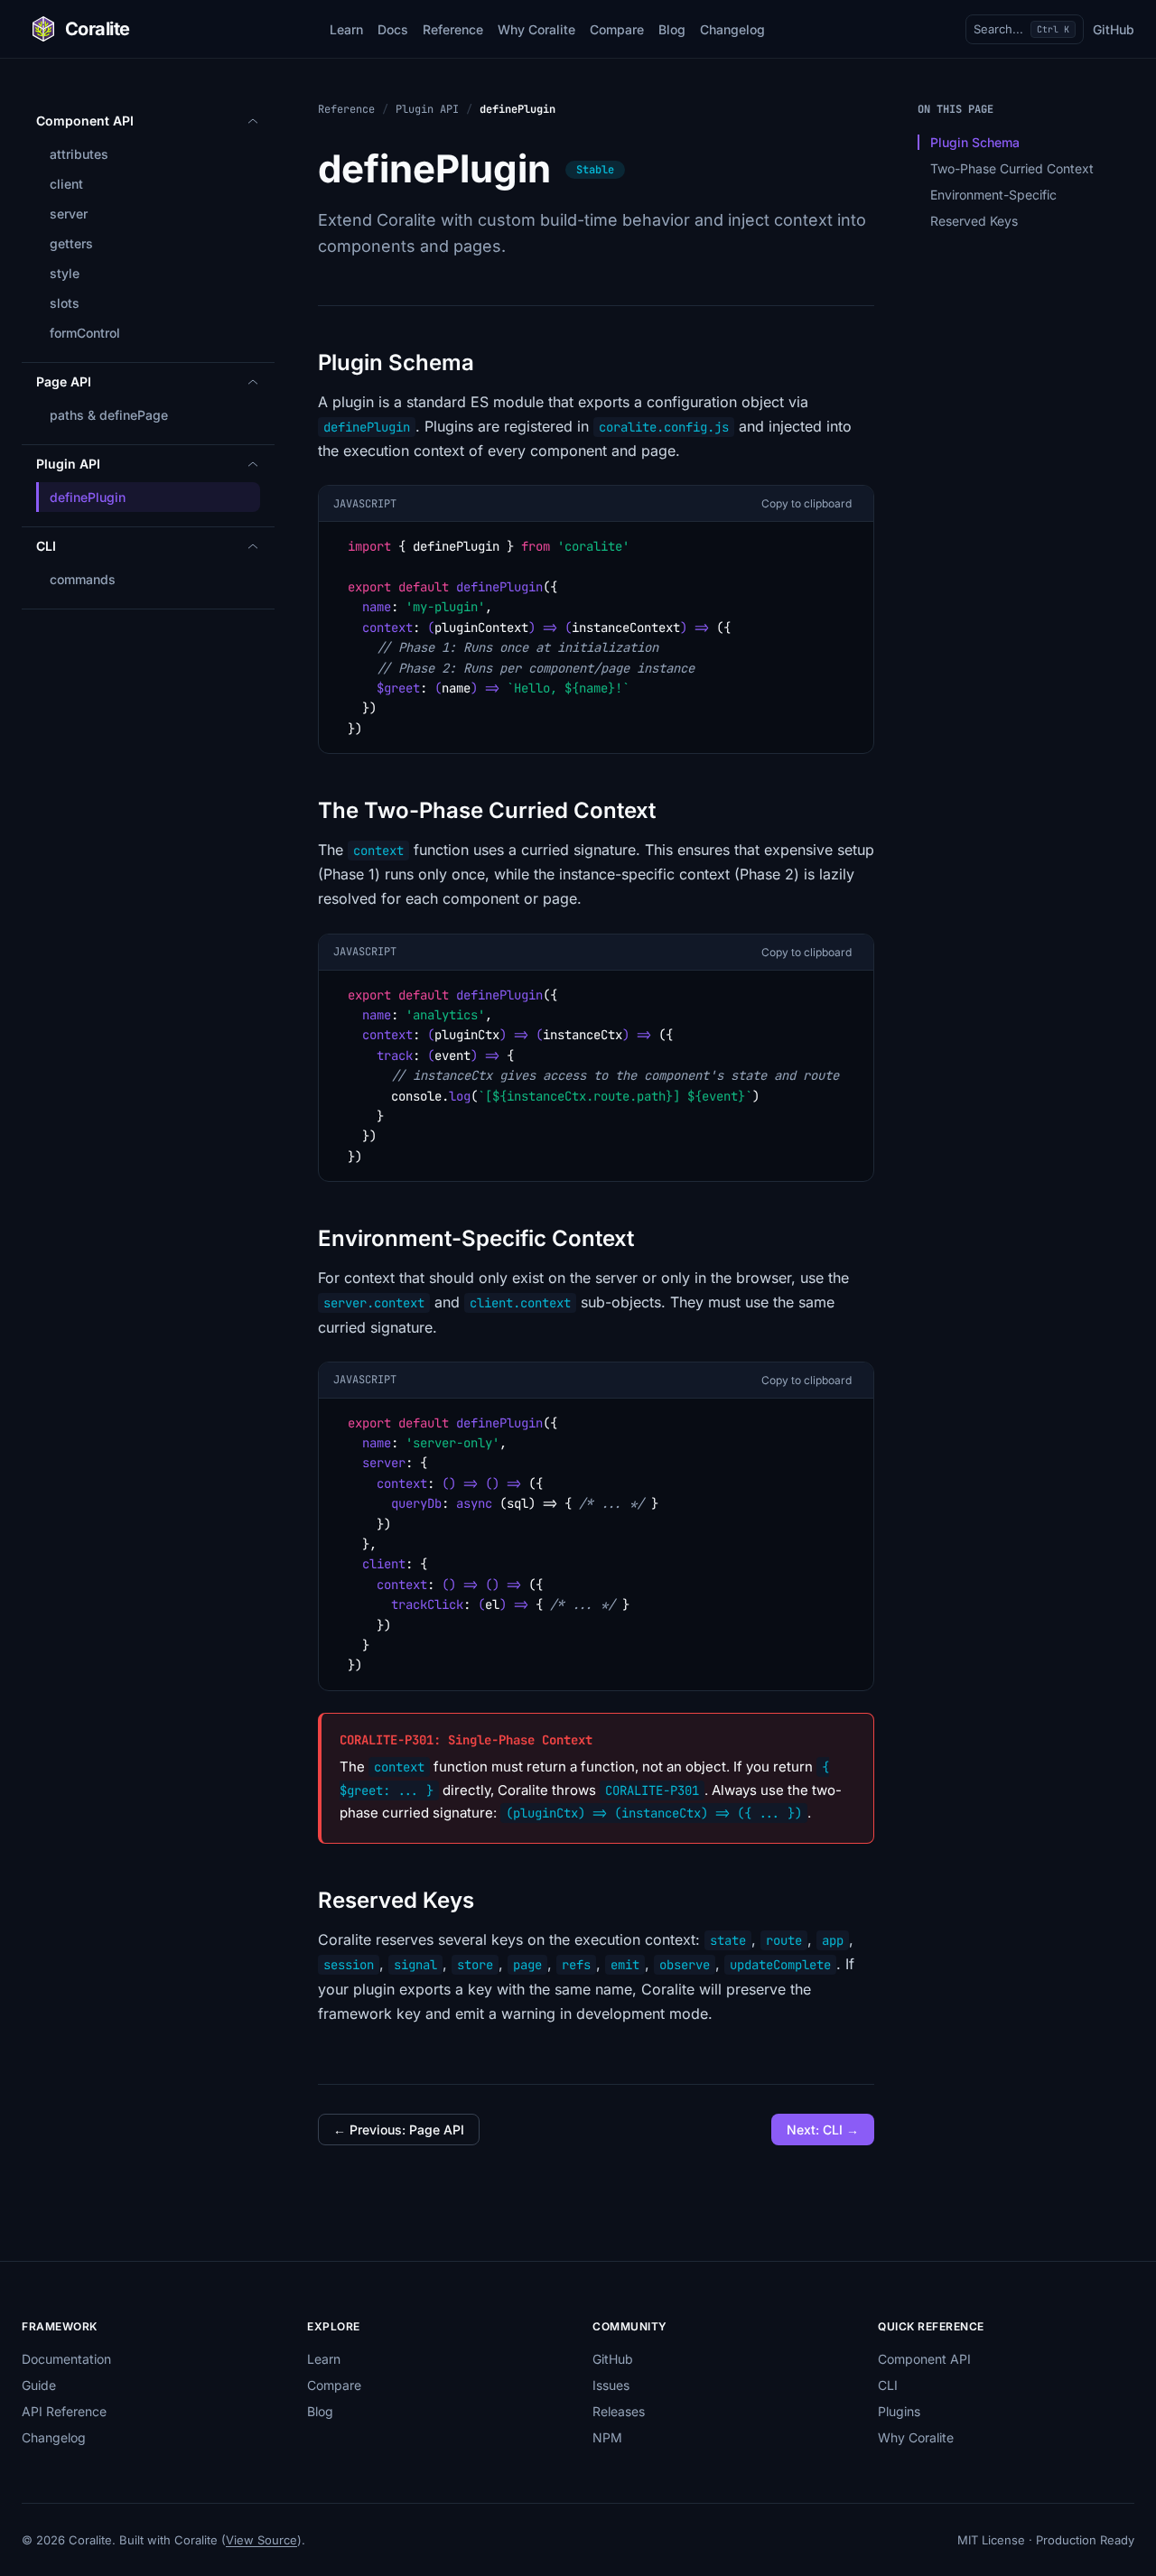 Coralite
Learn Docs Reference Why Coralite Compare Blog Changelog
Search... Ctrl K GitHub
Component API
attributes
client
server
getters
style
slots
formControl
Page API
paths & definePage
Plugin API
definePlugin
CLI
commands
Reference / Plugin API / definePlugin
definePlugin Stable
Extend Coralite with custom build-time behavior and inject context into
components and pages.
Plugin Schema
A plugin is a standard ES module that exports a configuration object via
definePlugin. Plugins are registered in coralite.config.js and injected into
the execution context of every component and page.
JAVASCRIPT Copy to clipboard
import { definePlugin } from 'coralite'
export default definePlugin({
  name: 'my-plugin',
  context: (pluginContext) => (instanceContext) => ({
    // Phase 1: Runs once at initialization
    // Phase 2: Runs per component/page instance
    $greet: (name) => `Hello, ${name}!`
  })
})
The Two-Phase Curried Context
The context function uses a curried signature. This ensures that expensive setup
(Phase 1) runs only once, while the instance-specific context (Phase 2) is lazily
resolved for each component or page.
JAVASCRIPT Copy to clipboard
export default definePlugin({
  name: 'analytics',
  context: (pluginCtx) => (instanceCtx) => ({
    track: (event) => {
      // instanceCtx gives access to the component's state and route
      console.log(`[${instanceCtx.route.path}] ${event}`)
    }
  })
})
Environment-Specific Context
For context that should only exist on the server or only in the browser, use the
server.context and client.context sub-objects. They must use the same
curried signature.
JAVASCRIPT Copy to clipboard
export default definePlugin({
  name: 'server-only',
  server: {
    context: () => () => ({
      queryDb: async (sql) => { /* ... */ }
    })
  },
  client: {
    context: () => () => ({
      trackClick: (el) => { /* ... */ }
    })
  }
})
CORALITE-P301: Single-Phase Context
The context function must return a function, not an object. If you return {
$greet: ... } directly, Coralite throws CORALITE-P301. Always use the two-
phase curried signature: (pluginCtx) => (instanceCtx) => ({ ... }).
Reserved Keys
Coralite reserves several keys on the execution context: state, route, app,
session, signal, store, page, refs, emit, observe, updateComplete. If
your plugin exports a key with the same name, Coralite will preserve the
framework key and emit a warning in development mode.
← Previous: Page API
Next: CLI →
ON THIS PAGE
Plugin Schema
Two-Phase Curried Context
Environment-Specific
Reserved Keys
FRAMEWORK
Documentation
Guide
API Reference
Changelog
EXPLORE
Learn
Compare
Blog
COMMUNITY
GitHub
Issues
Releases
NPM
QUICK REFERENCE
Component API
CLI
Plugins
Why Coralite
© 2026 Coralite. Built with Coralite (View Source).
MIT License · Production Ready